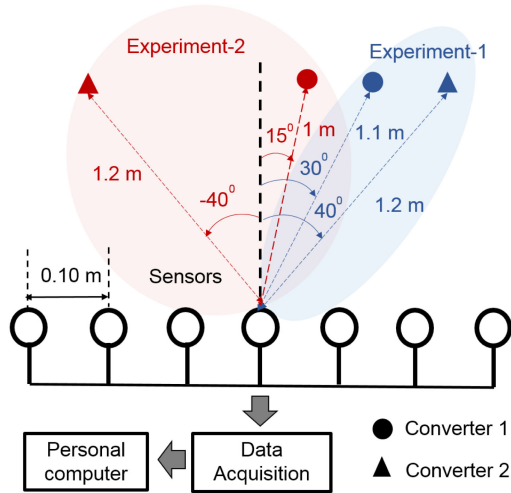 Experiment-2
Experiment-1
15⁰
1 m
1.1 m
30⁰
1.2 m
-40⁰
40⁰
1.2 m
0.10 m
Sensors
Personal
computer
Data
Acquisition
Converter 1
Converter 2